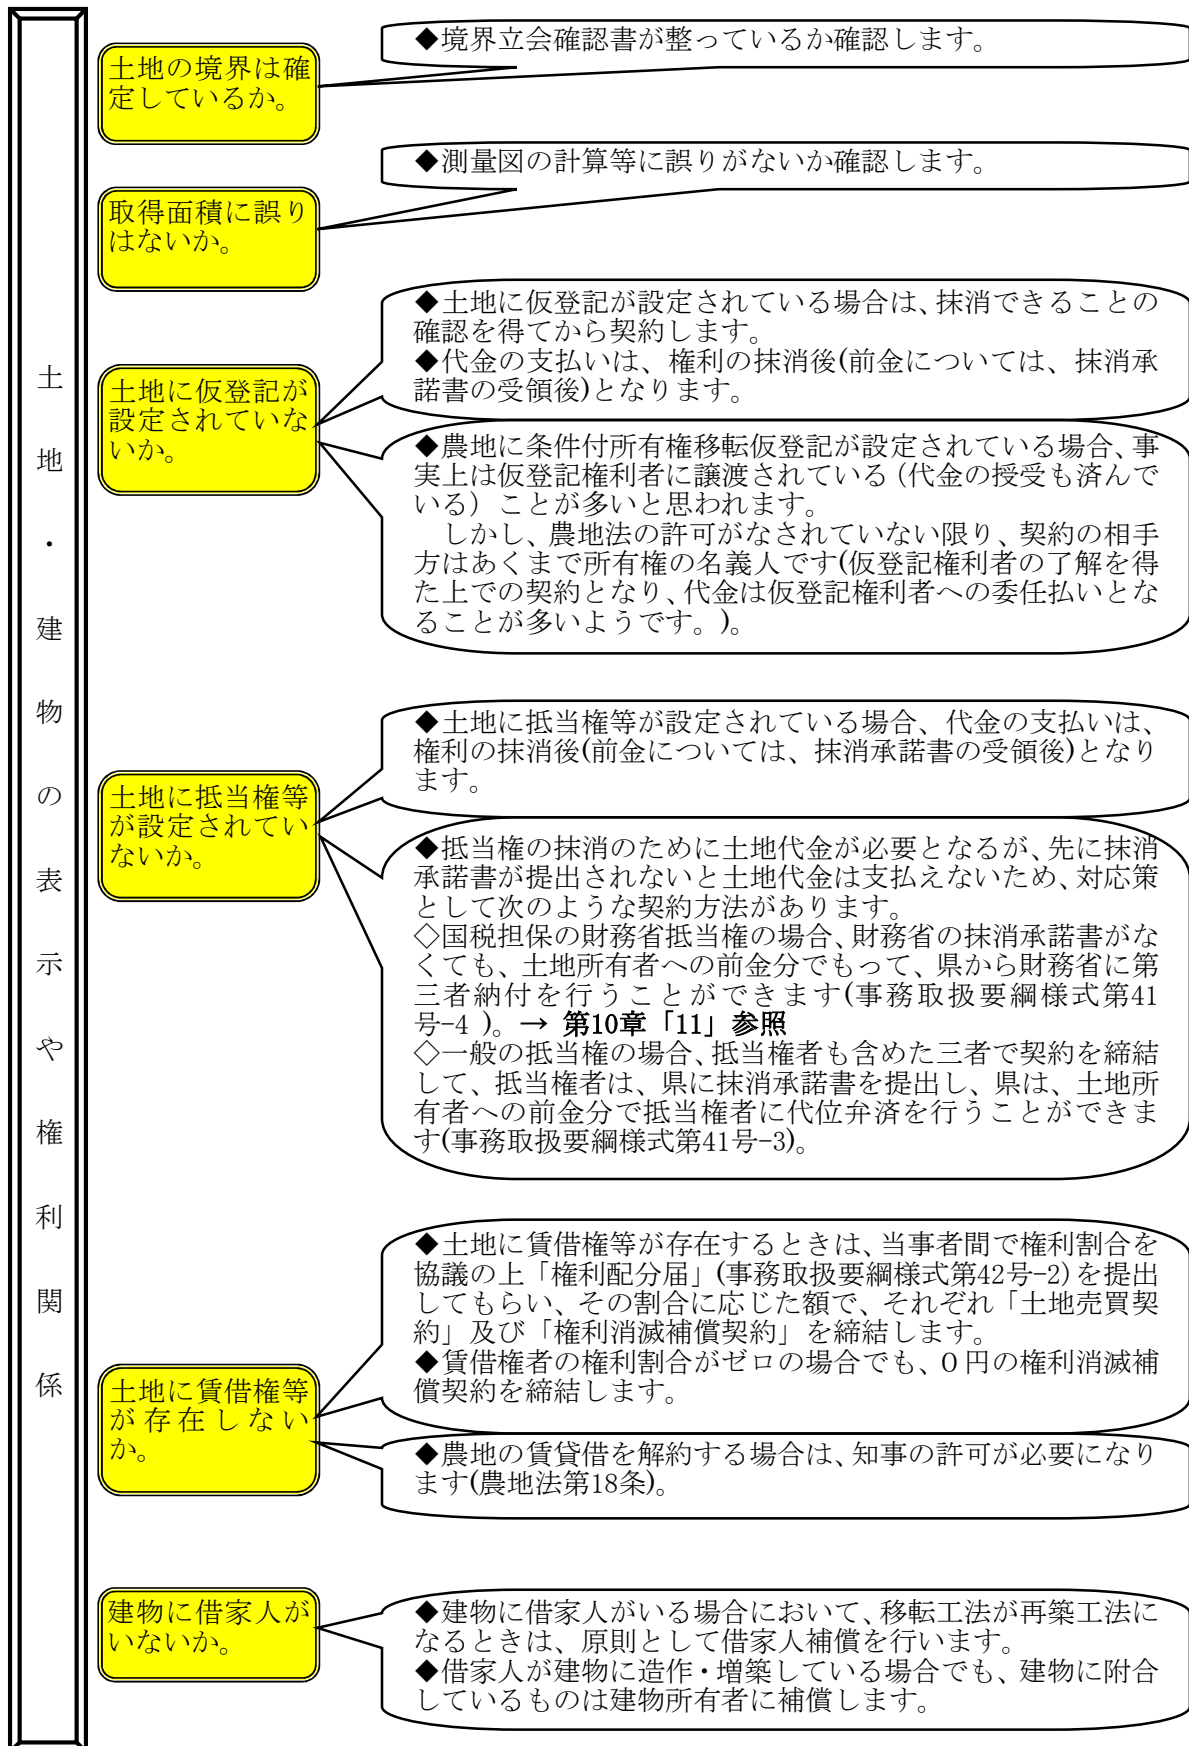 土地・建物の表示や権利関係
土地の境界は確
定しているか。
◆境界立会確認書が整っているか確認します。
取得面積に誤り
はないか。
◆測量図の計算等に誤りがないか確認します。
土地に仮登記が
設定されていな
いか。
◆土地に仮登記が設定されている場合は、抹消できることの
確認を得てから契約します。
◆代金の支払いは、権利の抹消後(前金については、抹消承
諾書の受領後)となります。
◆農地に条件付所有権移転仮登記が設定されている場合、事
実上は仮登記権利者に譲渡されている(代金の授受も済んで
いる）ことが多いと思われます。
　しかし、農地法の許可がなされていない限り、契約の相手
方はあくまで所有権の名義人です(仮登記権利者の了解を得
た上での契約となり、代金は仮登記権利者への委任払いとな
ることが多いようです。)。
土地に抵当権等
が設定されてい
ないか。
◆土地に抵当権等が設定されている場合、代金の支払いは、
権利の抹消後(前金については、抹消承諾書の受領後)となり
ます。
◆抵当権の抹消のために土地代金が必要となるが、先に抹消
承諾書が提出されないと土地代金は支払えないため、対応策
として次のような契約方法があります。
◇国税担保の財務省抵当権の場合、財務省の抹消承諾書がな
くても、土地所有者への前金分でもって、県から財務省に第
三者納付を行うことができます(事務取扱要綱様式第41
号-4 )。→ 第10章「11」参照
◇一般の抵当権の場合、抵当権者も含めた三者で契約を締結
して、抵当権者は、県に抹消承諾書を提出し、県は、土地所
有者への前金分で抵当権者に代位弁済を行うことができま
す(事務取扱要綱様式第41号-3)。
土地に賃借権等
が存在しない
か。
◆土地に賃借権等が存在するときは、当事者間で権利割合を
協議の上「権利配分届」(事務取扱要綱様式第42号-2)を提出
してもらい、その割合に応じた額で、それぞれ「土地売買契
約」及び「権利消滅補償契約」を締結します。
◆賃借権者の権利割合がゼロの場合でも、０円の権利消滅補
償契約を締結します。
◆農地の賃貸借を解約する場合は、知事の許可が必要になり
ます(農地法第18条)。
建物に借家人が
いないか。
◆建物に借家人がいる場合において、移転工法が再築工法に
なるときは、原則として借家人補償を行います。
◆借家人が建物に造作・増築している場合でも、建物に附合
しているものは建物所有者に補償します。